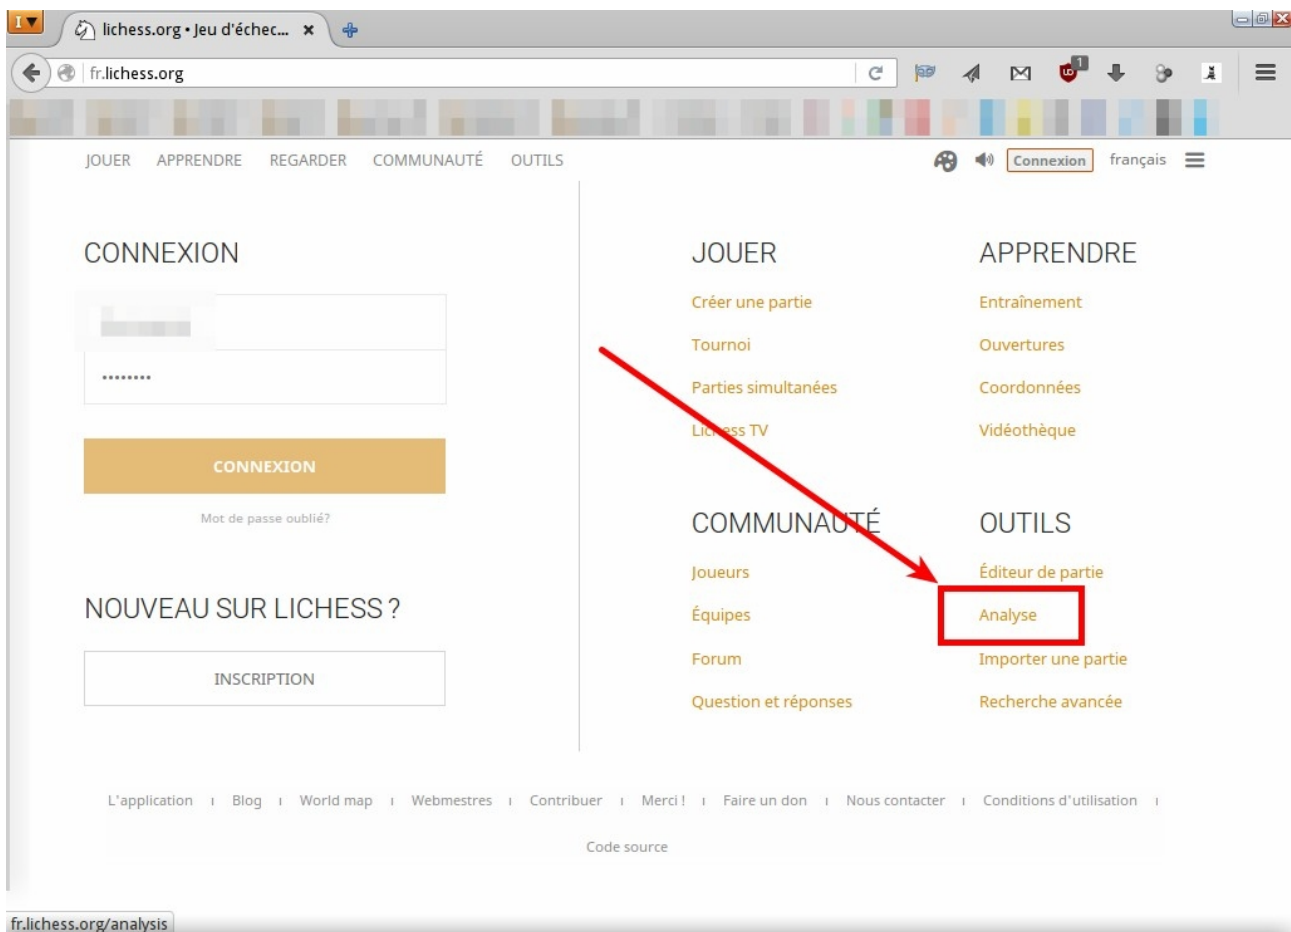 I
lichess.org • Jeu d'échec...
fr.lichess.org
1
JOUER APPRENDRE REGARDER COMMUNAUTÉ OUTILS
Connexion français
CONNEXION
••••••••
CONNEXION
Mot de passe oublié?
NOUVEAU SUR LICHESS ?
INSCRIPTION
JOUER
Créer une partie
Tournoi
Parties simultanées
Lichess TV
APPRENDRE
Entraînement
Ouvertures
Coordonnées
Vidéothèque
COMMUNAUTÉ
Joueurs
Équipes
Forum
Question et réponses
OUTILS
Éditeur de partie
Analyse
Importer une partie
Recherche avancée
L'application | Blog | World map | Webmestres | Contribuer | Merci ! | Faire un don | Nous contacter | Conditions d'utilisation |
Code source
fr.lichess.org/analysis